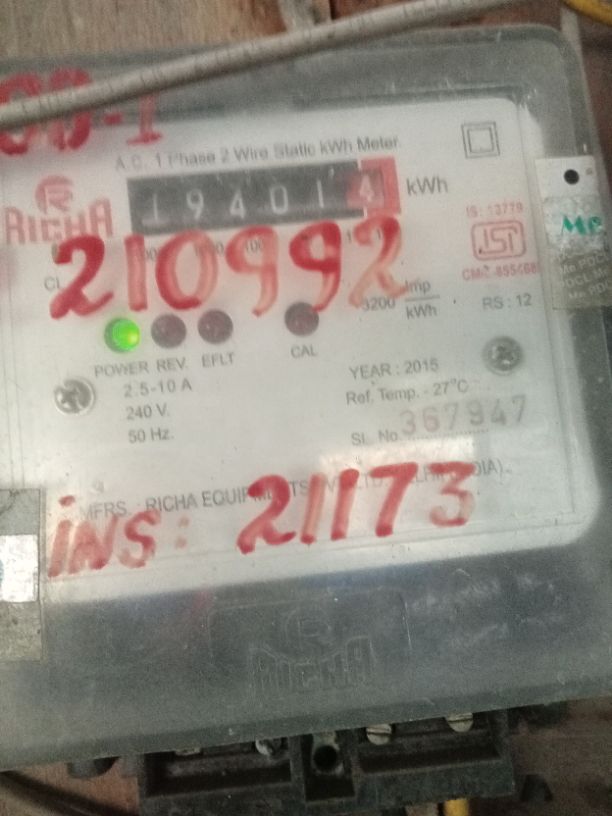 A.C. 1 Phase 2 Wire Static kWh Meter
RICHA
194014 kWh
210992
IS: 13779
ISI
3200 Imp/kWh
RS : 12
POWER REV. EFLT CAL
2.5-10 A
240 V.
50 Hz.
YEAR : 2015
Ref. Temp. - 27°C
SL. No. 367947
MFRS. : RICHA
iNS: 21173
RICHA